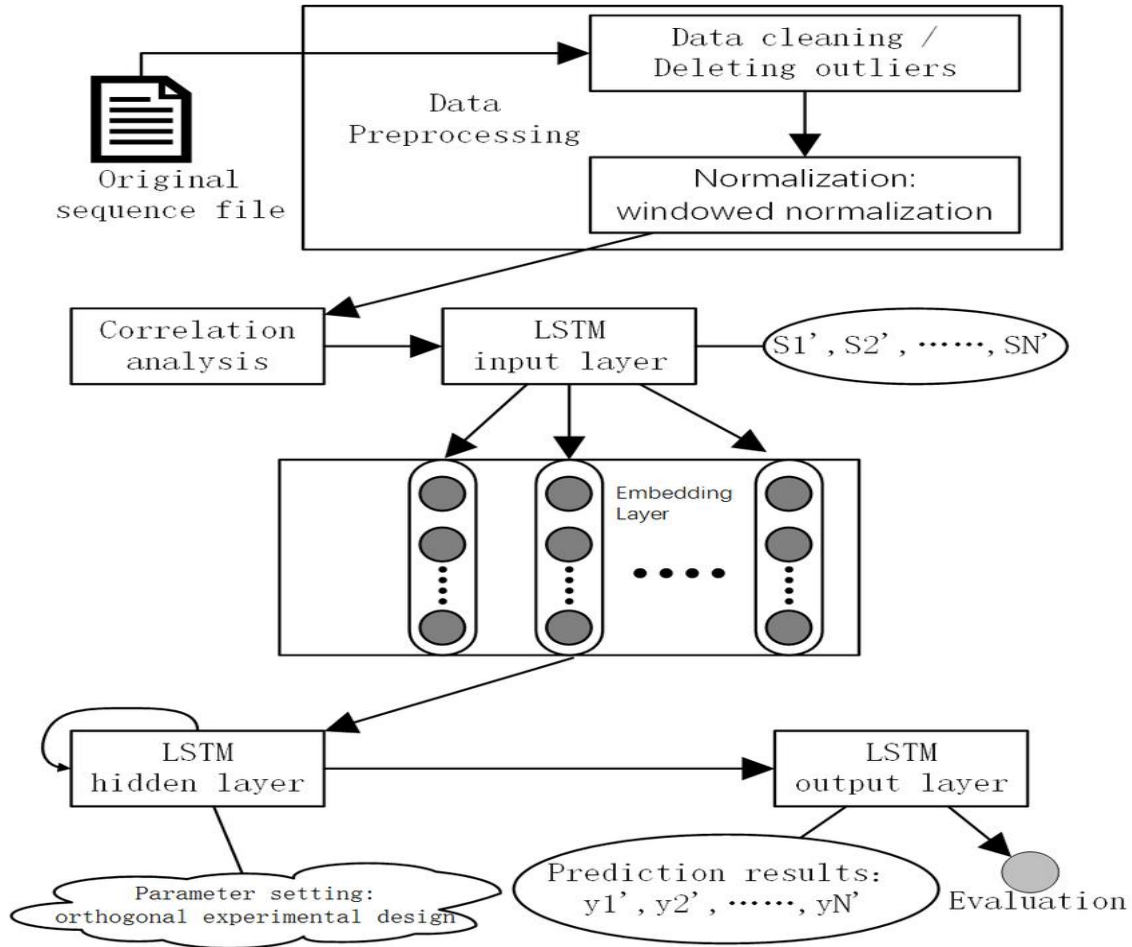 Data cleaning /
Deleting outliers
Data
Preprocessing
Original
sequence file
Normalization:
windowed normalization
Correlation
analysis
LSTM
input layer
S1',S2',……,SN'
Embedding
Layer
LSTM
hidden layer
LSTM
output layer
Parameter setting:
orthogonal experimental design
Prediction results:
y1',y2',……,yN'
Evaluation